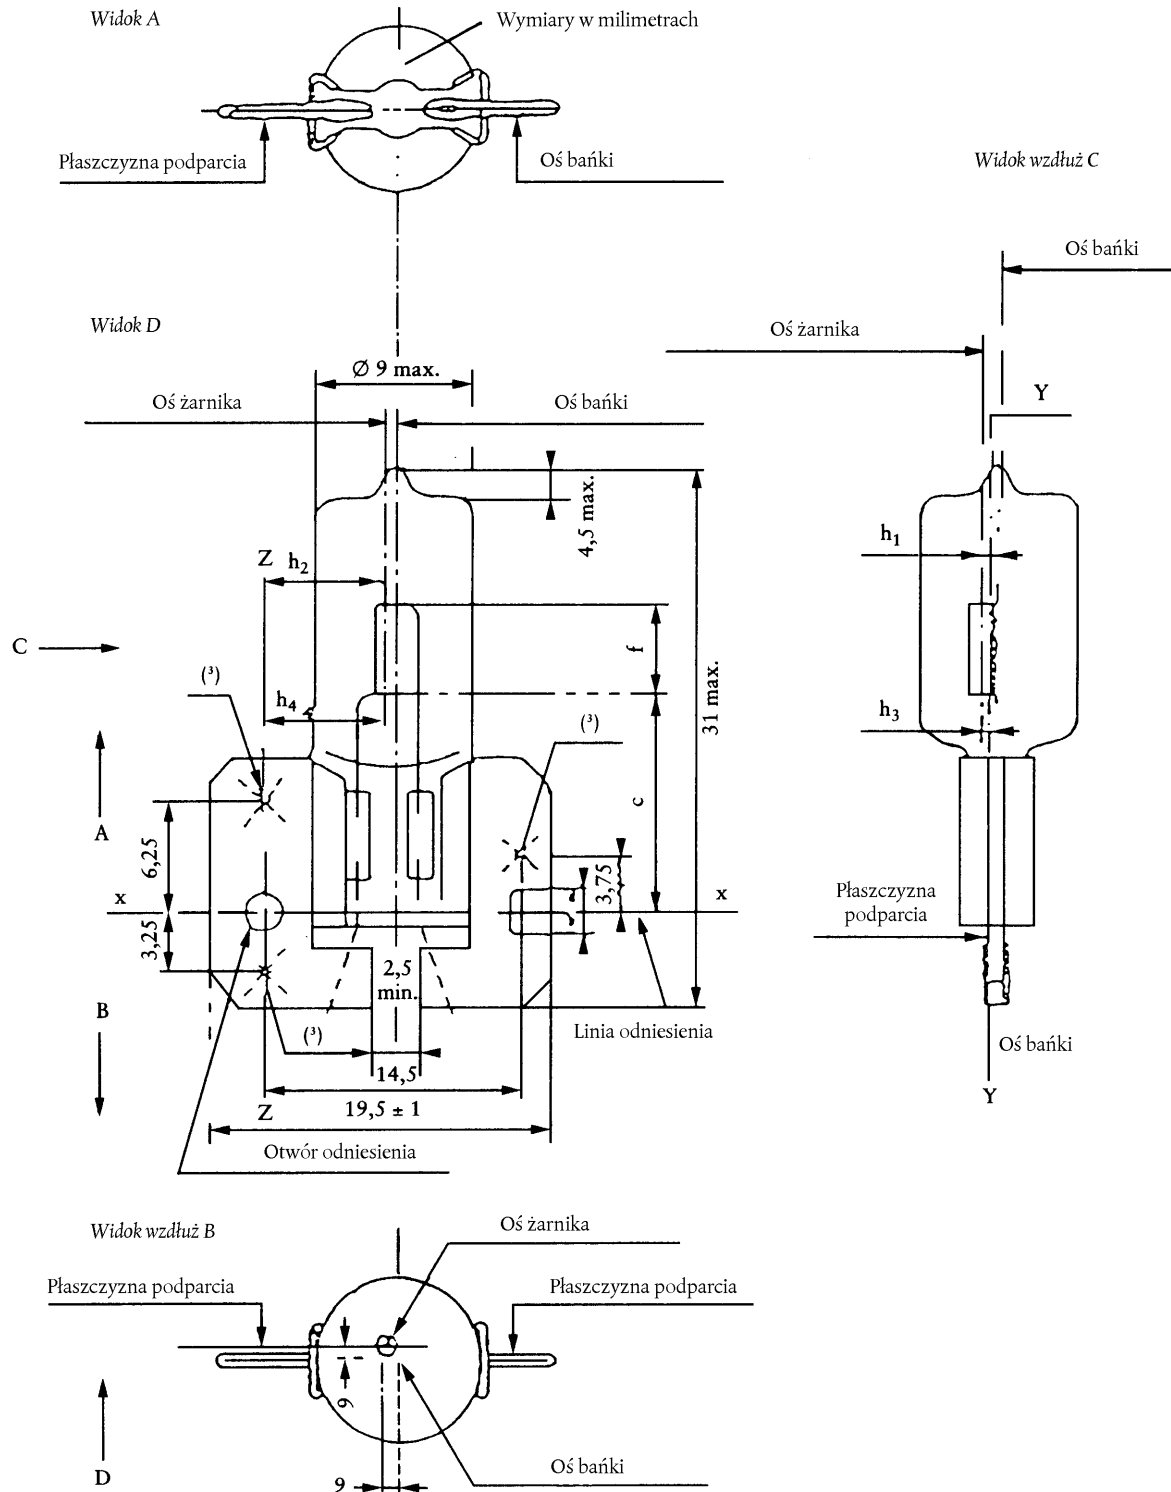 Widok A
Wymiary w milimetrach
Płaszczyzna podparcia
Oś bańki
Widok wzdłuż C
Oś bańki
Widok D
Oś żarnika
Ø 9 max.
Y
Oś żarnika
Oś bańki
4,5 max.
h₁
Z
h₂
C
f
31 max.
(³)
h₄
(³)
h₃
A
c
6,25
3,75
x
x
Płaszczyzna
podparcia
3,25
2,5
min.
B
(³)
Linia odniesienia
Oś bańki
14,5
Z
19,5 ± 1
Y
Otwór odniesienia
Widok wzdłuż B
Oś żarnika
Płaszczyzna podparcia
Płaszczyzna podparcia
9
D
Oś bańki
9